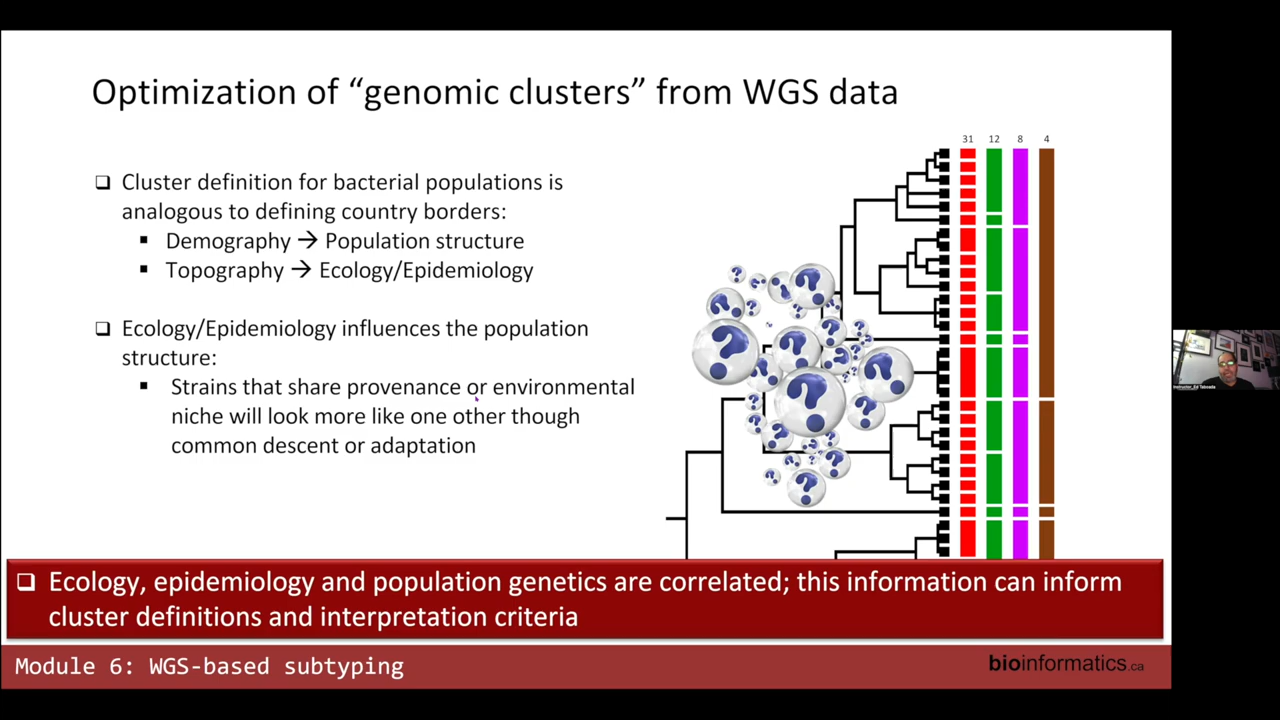 Optimization of “genomic clusters” from WGS data
Cluster definition for bacterial populations is
analogous to defining country borders:
Demography → Population structure
Topography → Ecology/Epidemiology
Ecology/Epidemiology influences the population
structure:
Strains that share provenance or environmental
niche will look more like one other though
common descent or adaptation
31 12 8 4
Ecology, epidemiology and population genetics are correlated; this information can inform
cluster definitions and interpretation criteria
Module 6: WGS-based subtyping
bioinformatics.ca
Instructor_Ed Taboada